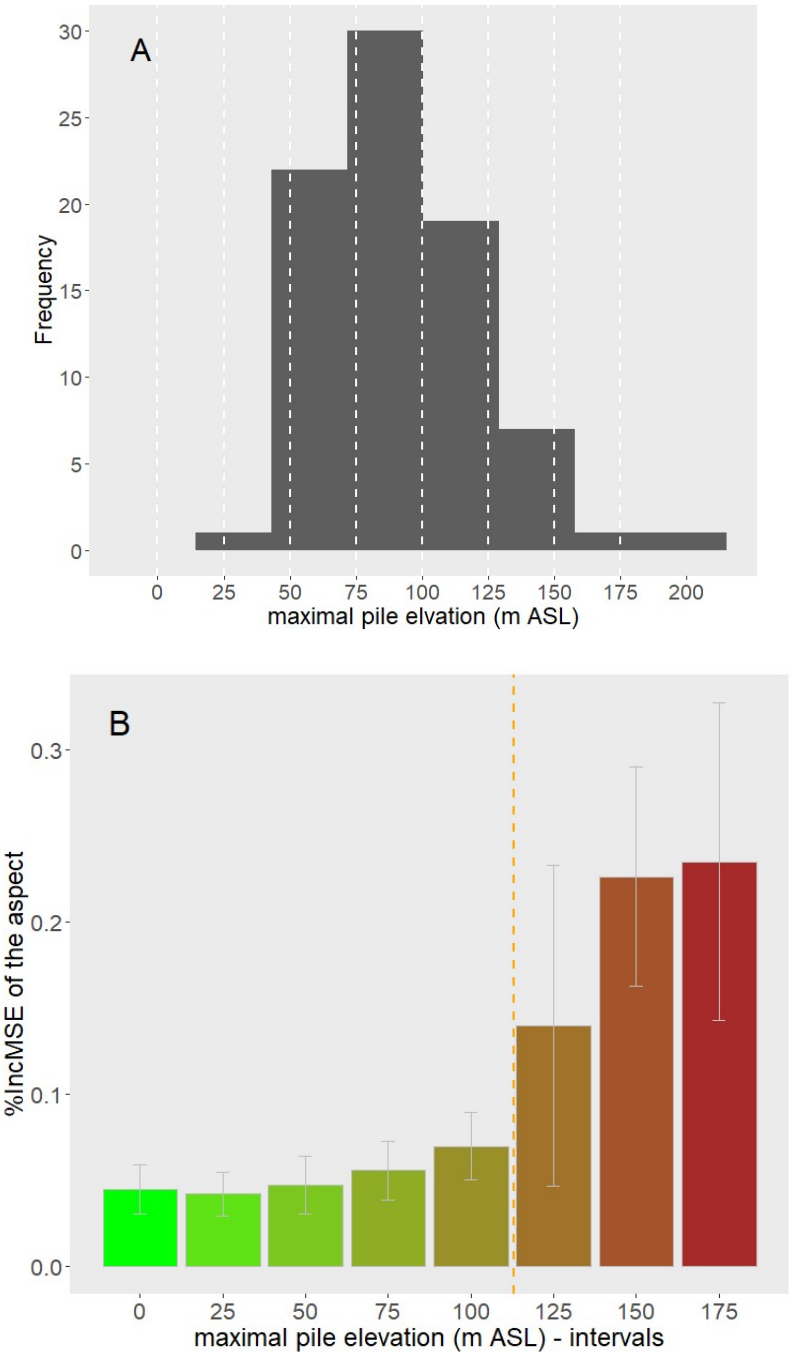 A
30
25
20
15
10
5
0
Frequency
0 25 50 75 100 125 150 175 200
maximal pile elvation (m ASL)
B
0.3
0.2
0.1
0.0
%IncMSE of the aspect
0 25 50 75 100 125 150 175
maximal pile elevation (m ASL) - intervals